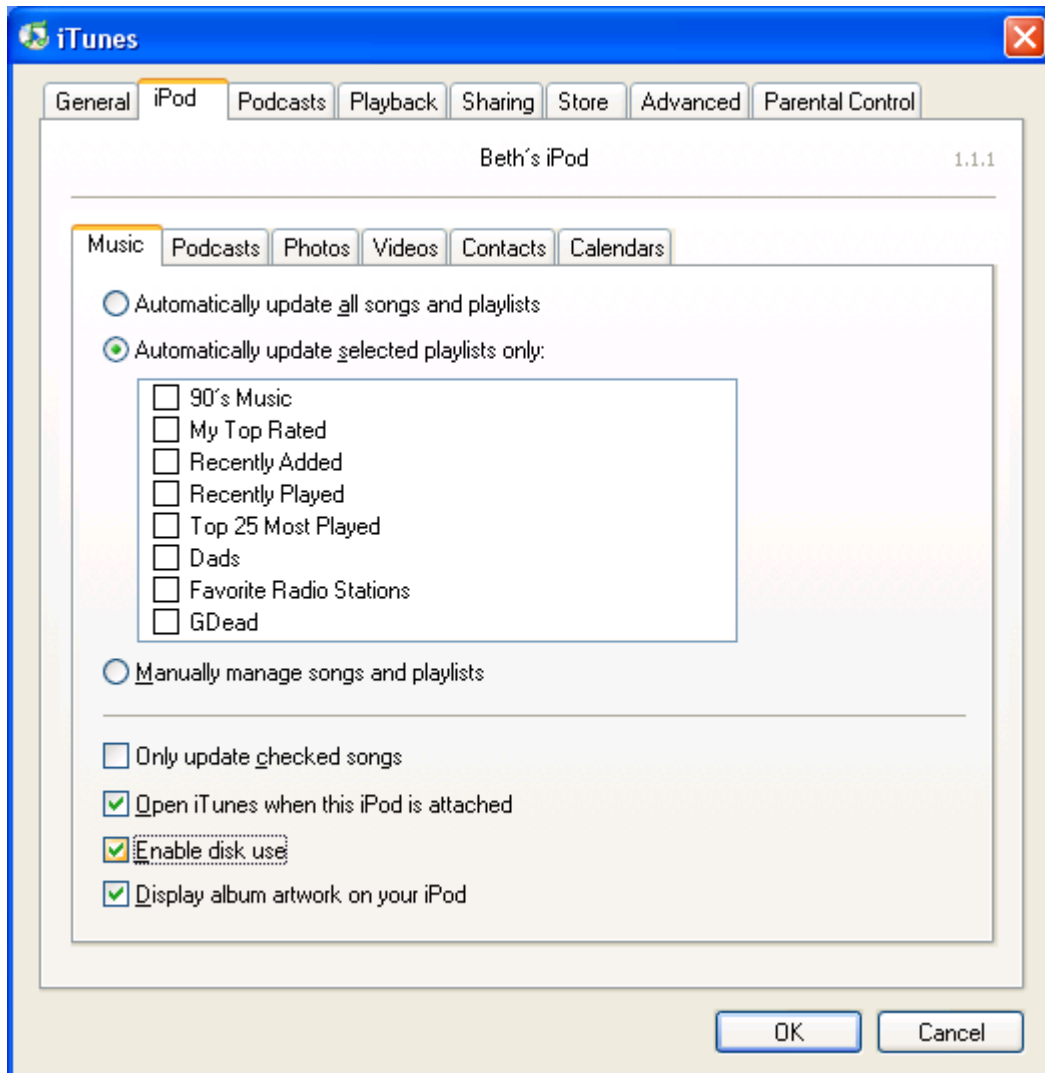 iTunes
General iPod Podcasts Playback Sharing Store Advanced Parental Control
Beth´s iPod 1.1.1
Music Podcasts Photos Videos Contacts Calendars
Automatically update all songs and playlists
Automatically update selected playlists only:
90´s Music
My Top Rated
Recently Added
Recently Played
Top 25 Most Played
Dads
Favorite Radio Stations
GDead
Manually manage songs and playlists
Only update checked songs
Open iTunes when this iPod is attached
Enable disk use
Display album artwork on your iPod
OK Cancel